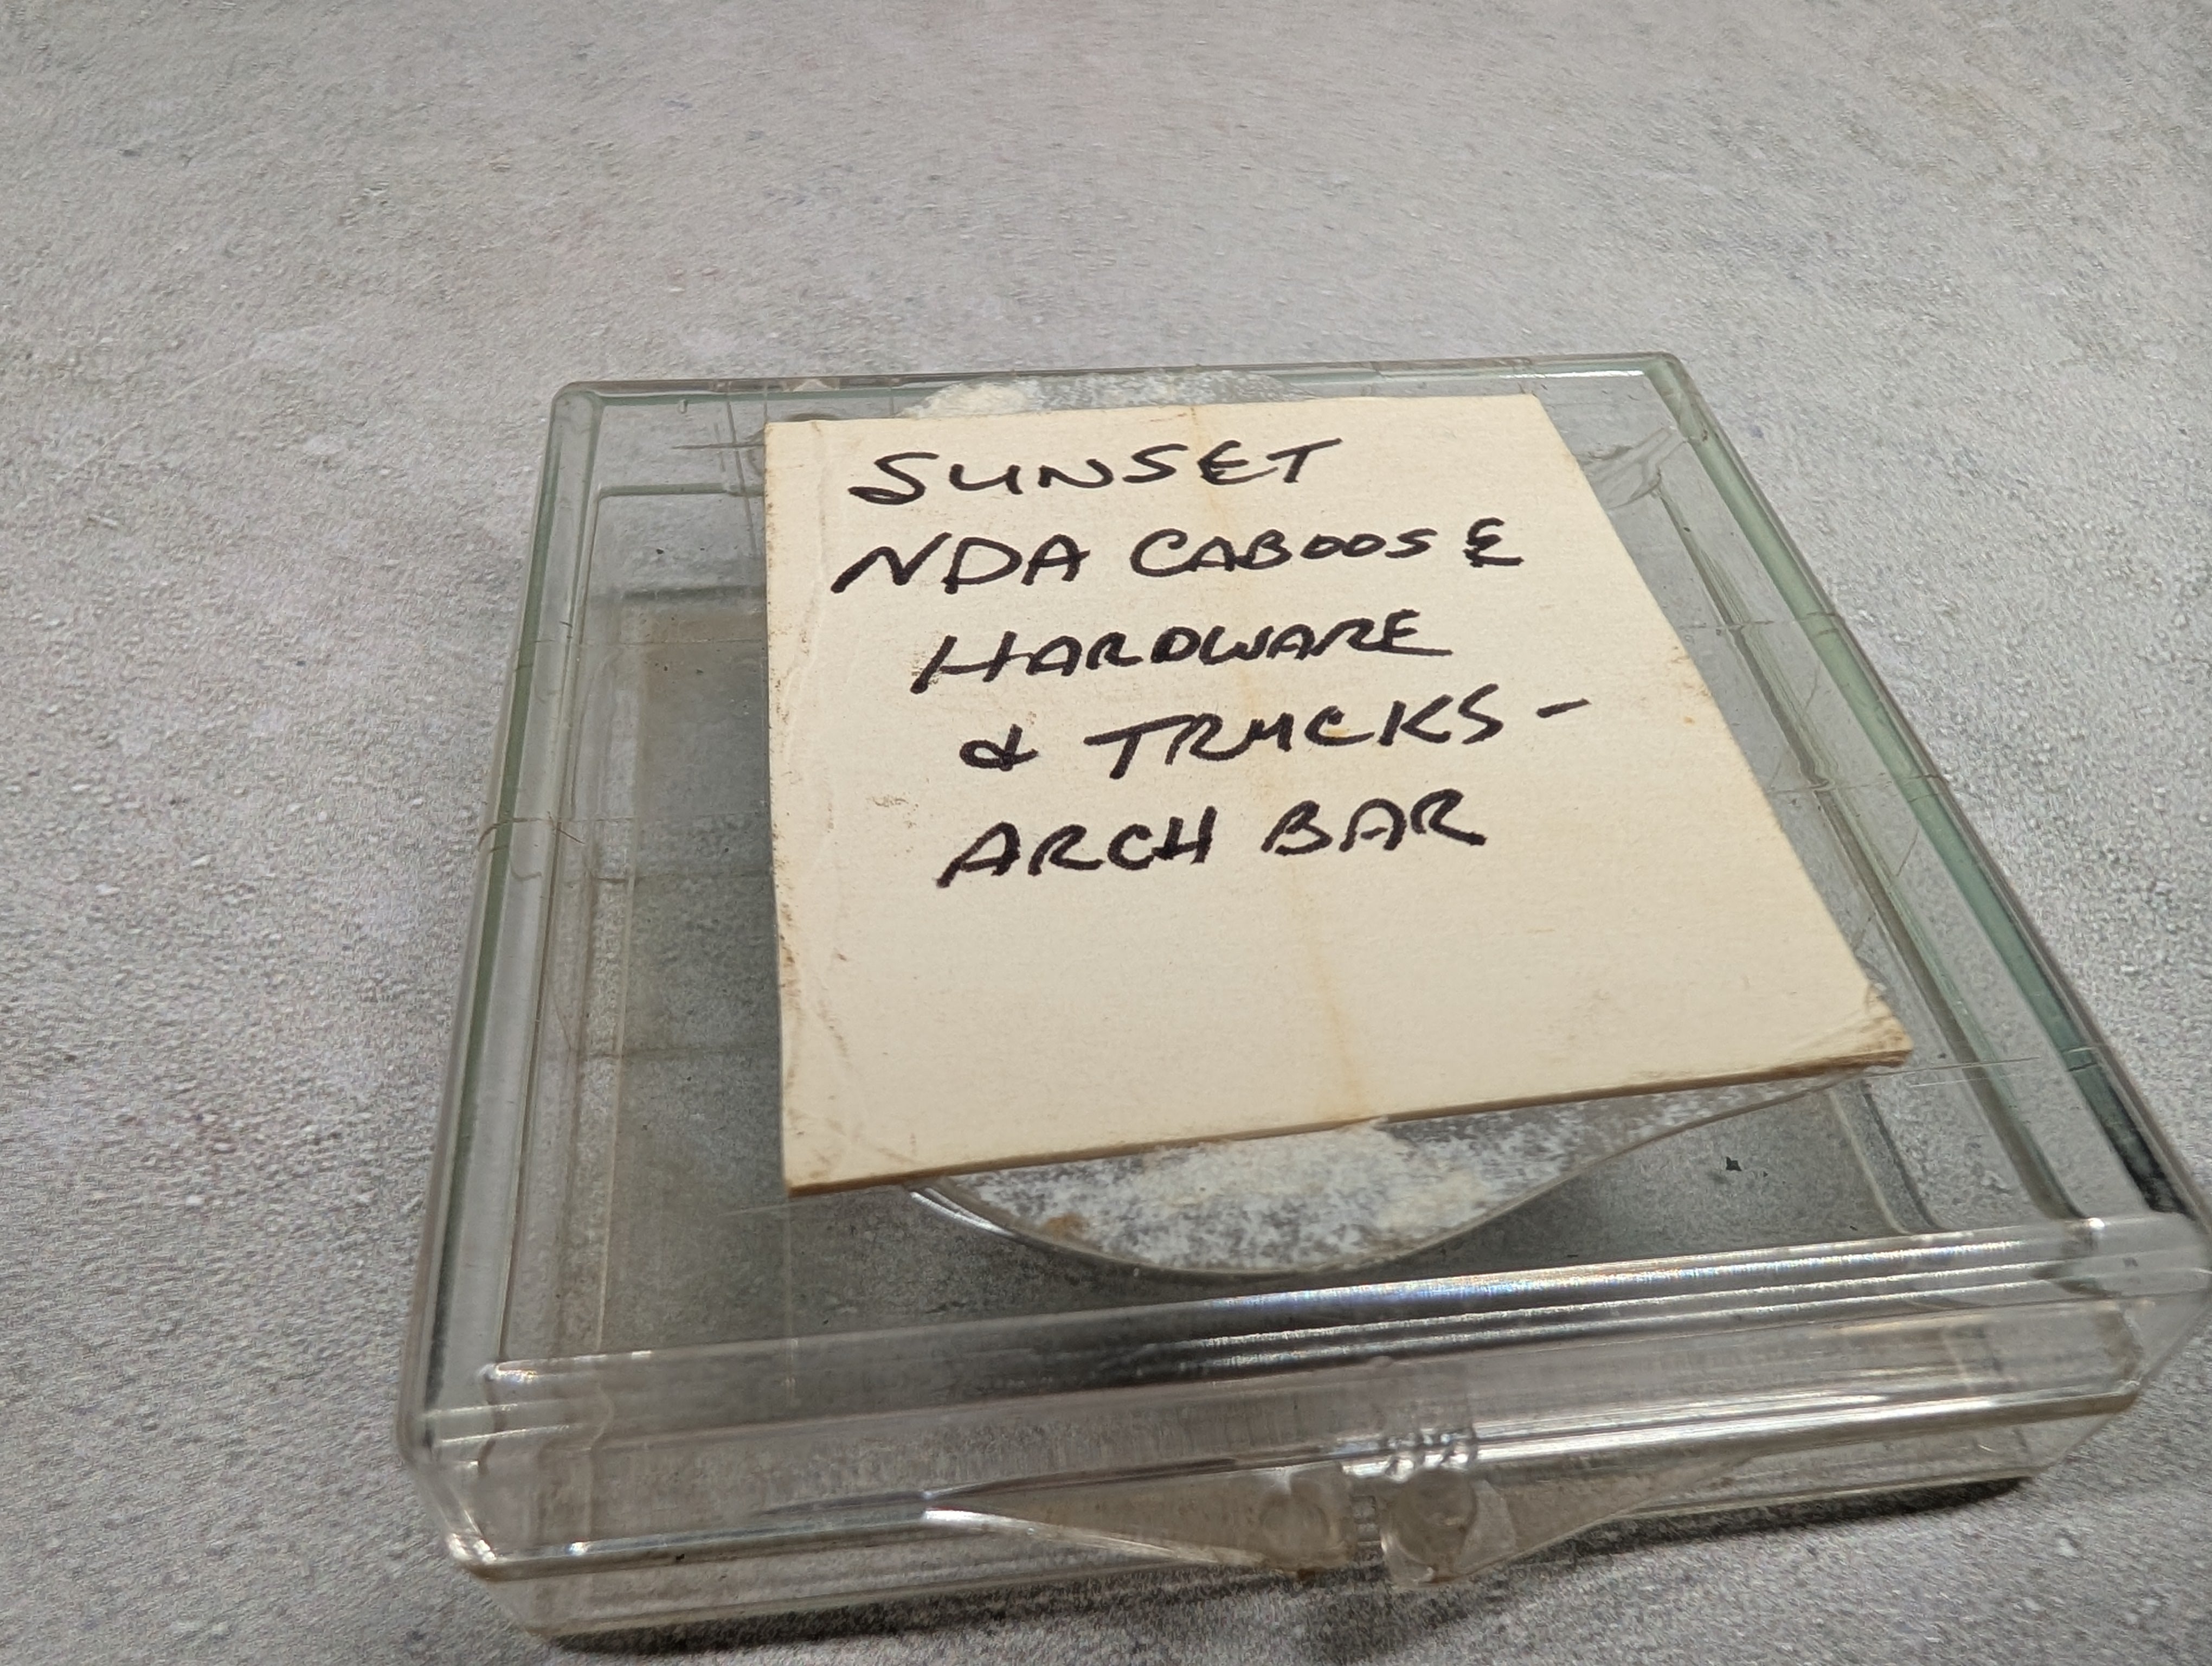 SUNSET
NDA CABOOSE
HARDWARE
& TRUCKS-
ARCH BAR